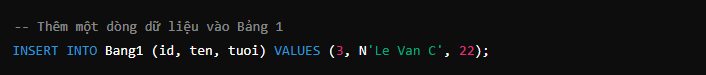 -- Thêm một dòng dữ liệu vào Bảng 1
INSERT INTO Bang1 (id, ten, tuoi) VALUES (3, N'Le Van C', 22);